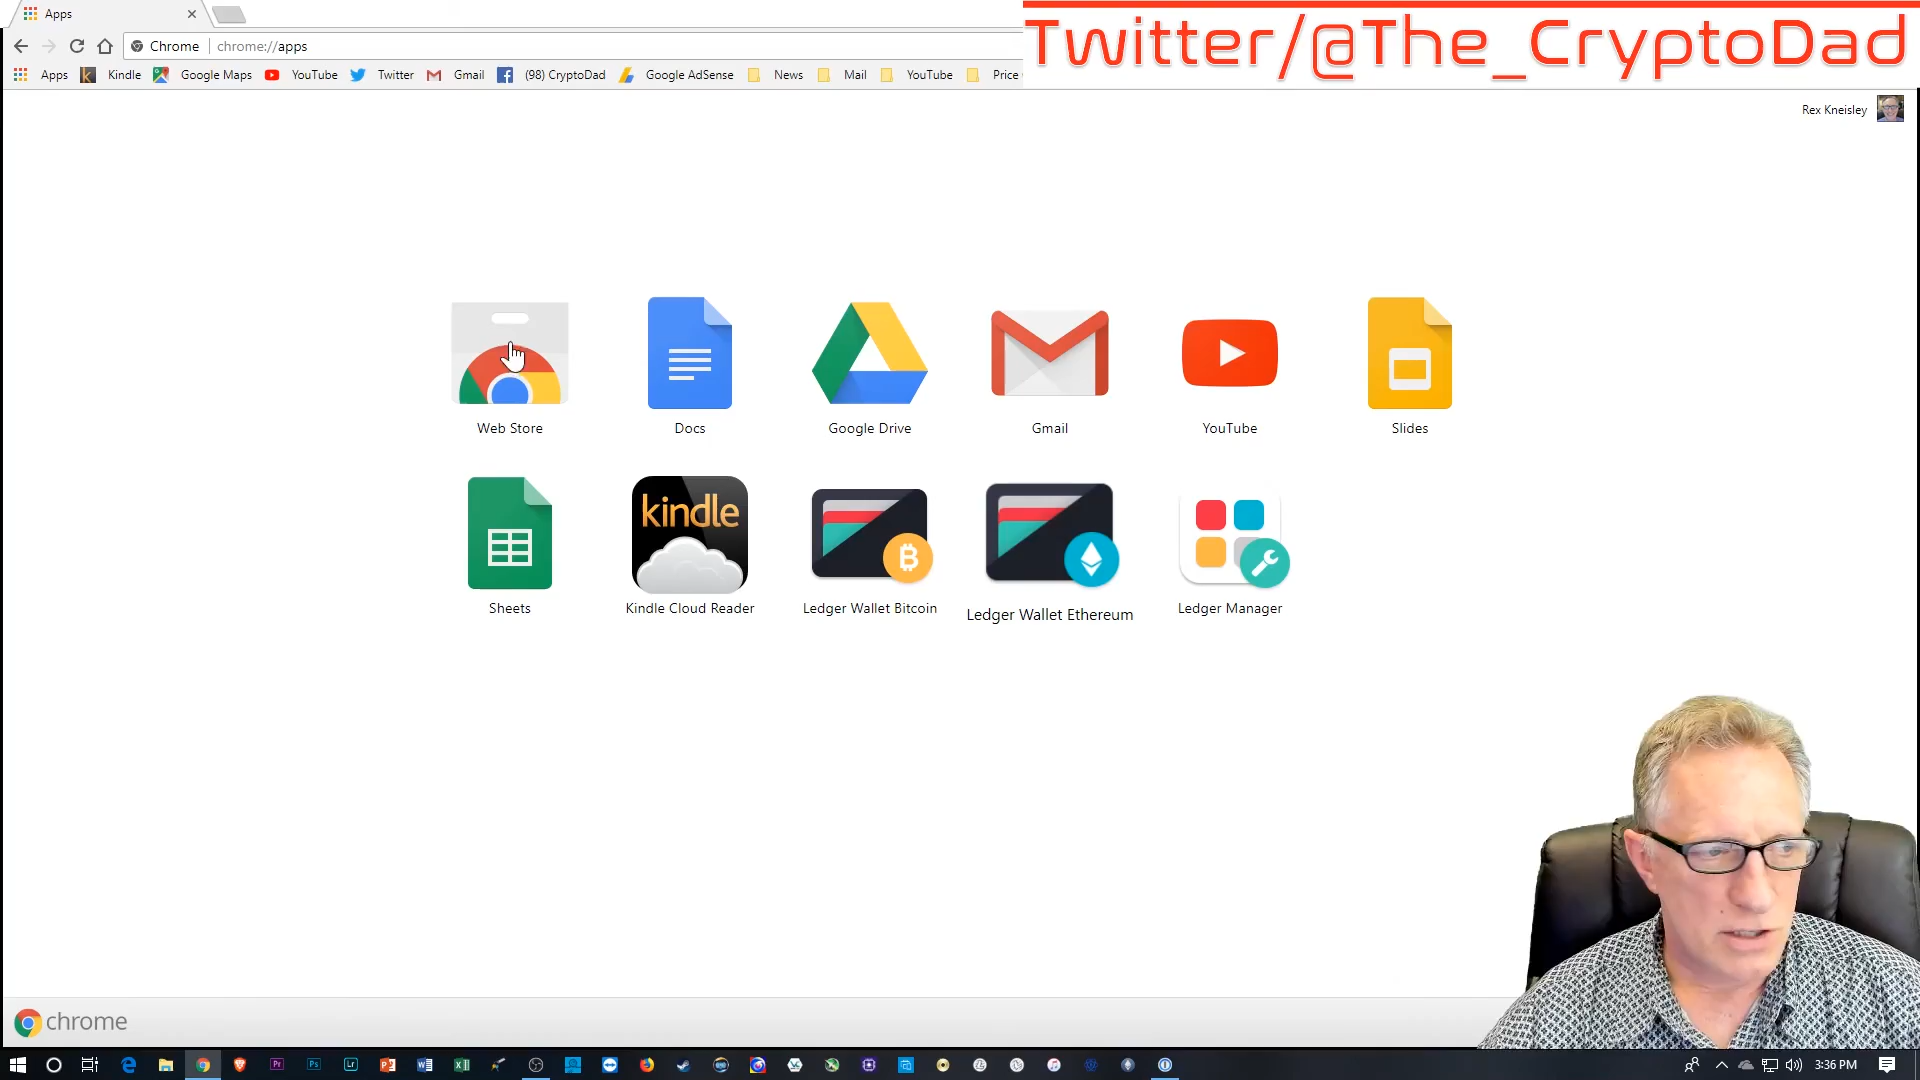 Apps
Twitter/@The_CryptoDad
Chrome chrome://apps
Apps Kindle Google Maps YouTube Twitter Gmail (98) CryptoDad Google AdSense News Mail YouTube Price
Rex Kneisley
Web Store Docs Google Drive Gmail YouTube Slides
kindle
Sheets Kindle Cloud Reader Ledger Wallet Bitcoin Ledger Wallet Ethereum Ledger Manager
chrome
3:36 PM